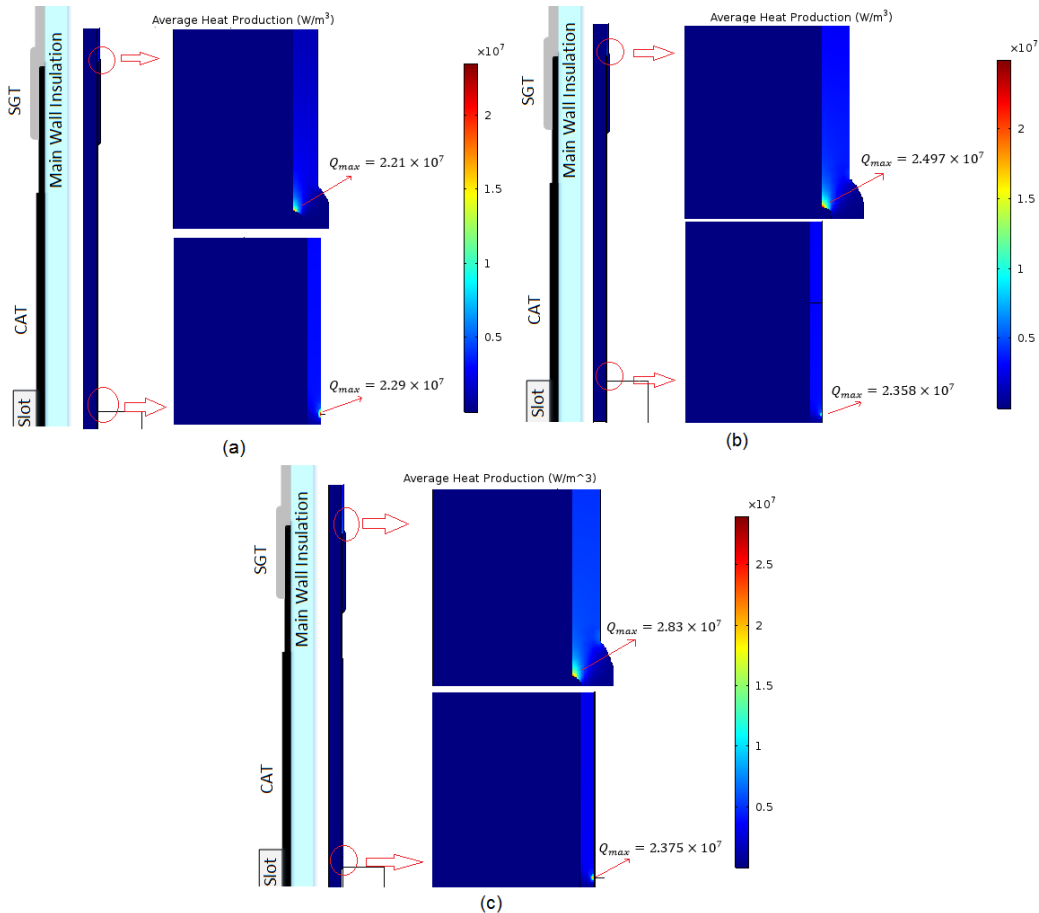 Average Heat Production (W/m³)
SGT
Main Wall Insulation
CAT
Slot
Q_max = 2.21 × 10⁷
Q_max = 2.29 × 10⁷
×10⁷
2
1.5
1
0.5
(a)
Average Heat Production (W/m³)
SGT
Main Wall Insulation
CAT
Slot
Q_max = 2.497 × 10⁷
Q_max = 2.358 × 10⁷
×10⁷
2
1.5
1
0.5
(b)
Average Heat Production (W/m^3)
SGT
Main Wall Insulation
CAT
Slot
Q_max = 2.83 × 10⁷
Q_max = 2.375 × 10⁷
×10⁷
2.5
2
1.5
1
0.5
(c)